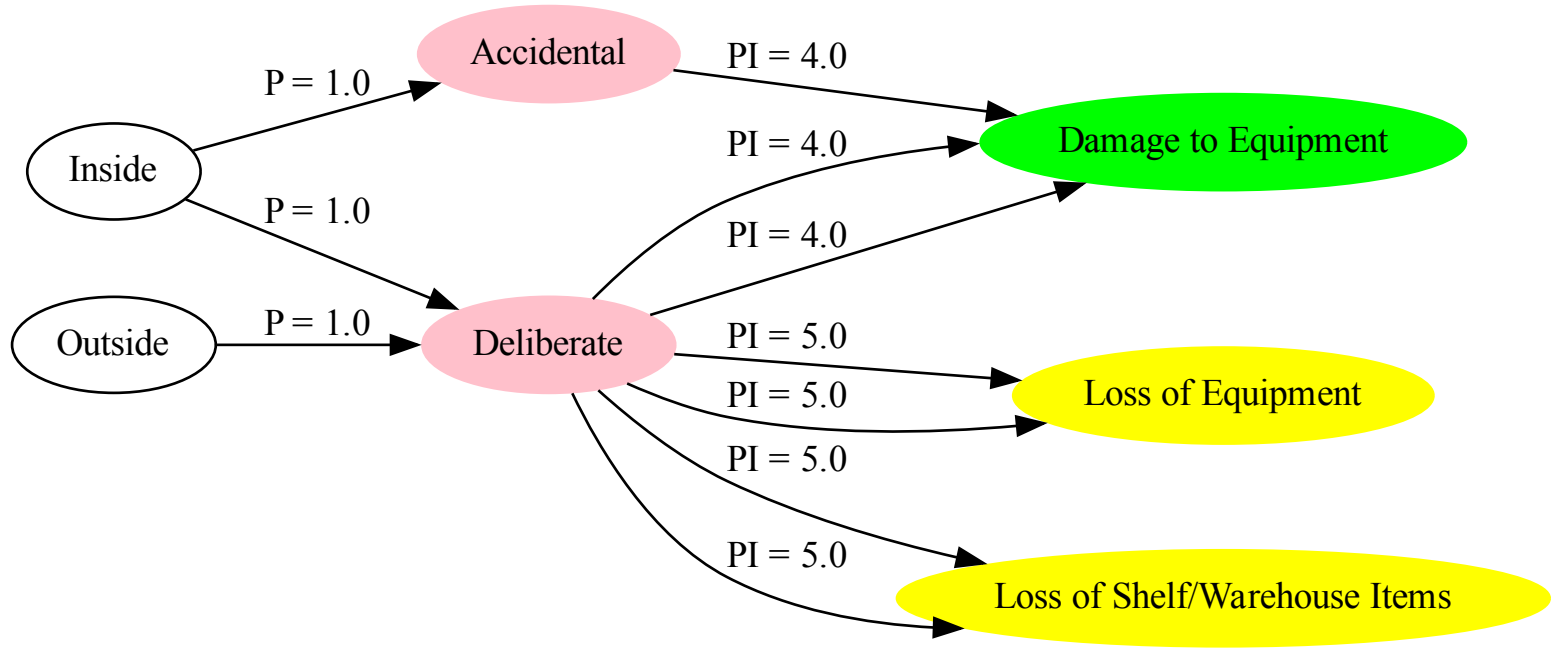 Accidental
PI = 4.0
P = 1.0
Damage to Equipment
PI = 4.0
Inside
P = 1.0
PI = 4.0
P = 1.0
Outside
Deliberate
PI = 5.0
PI = 5.0
Loss of Equipment
PI = 5.0
PI = 5.0
Loss of Shelf/Warehouse Items